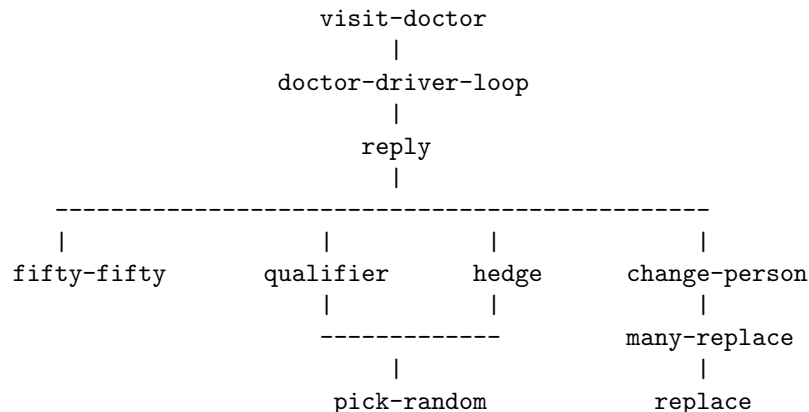 visit-doctor
|
doctor-driver-loop
|
reply
|
-----------------------------------------------
| | | |
fifty-fifty qualifier hedge change-person
| | |
------------- many-replace
| |
pick-random replace